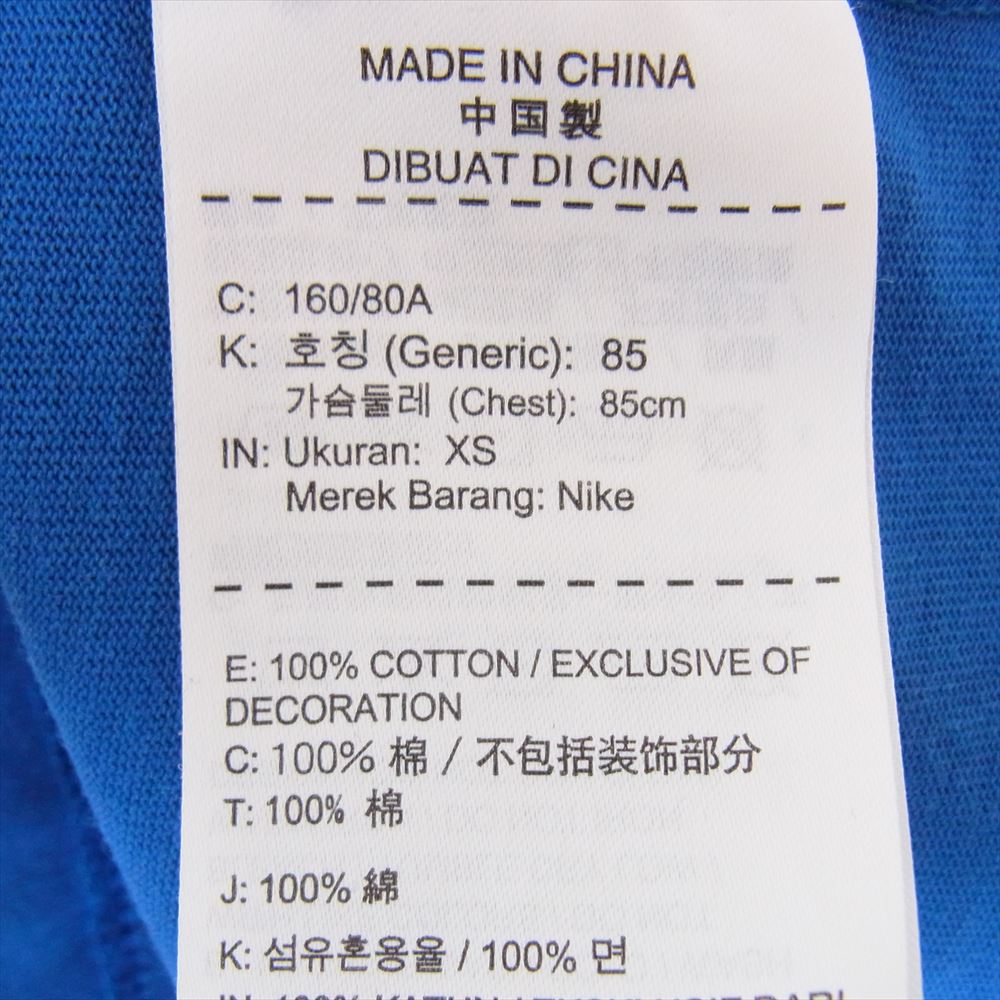 MADE IN CHINA
中国製
DIBUAT DI CINA
C: 160/80A
K: 호칭 (Generic): 85
가슴둘레 (Chest): 85cm
IN: Ukuran: XS
Merek Barang: Nike
E: 100% COTTON / EXCLUSIVE OF
DECORATION
C: 100% 棉 / 不包括装饰部分
T: 100% 棉
J: 100% 綿
K: 섬유혼용율 / 100% 면